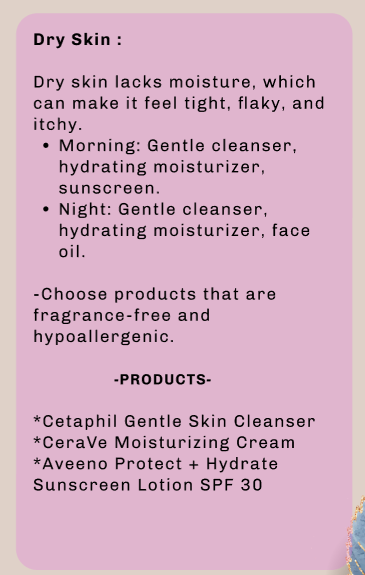 Dry Skin :
Dry skin lacks moisture, which
can make it feel tight, flaky, and
itchy.
• Morning: Gentle cleanser,
hydrating moisturizer,
sunscreen.
• Night: Gentle cleanser,
hydrating moisturizer, face
oil.
-Choose products that are
fragrance-free and
hypoallergenic.
-PRODUCTS-
*Cetaphil Gentle Skin Cleanser
*CeraVe Moisturizing Cream
*Aveeno Protect + Hydrate
Sunscreen Lotion SPF 30